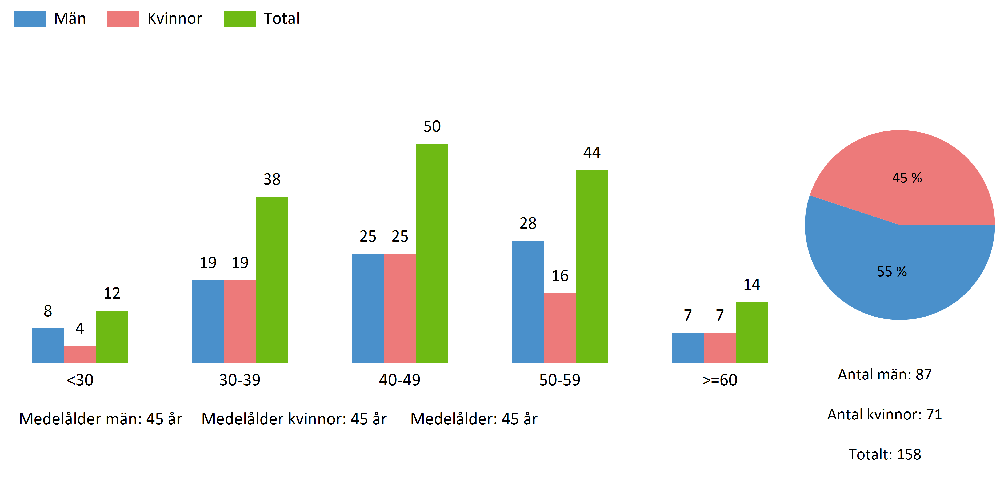 Män Kvinnor Total
50
44
38
28
25 25
19 19
16
14
12
8
7 7
4
<30 30-39 40-49 50-59 >=60
Medelålder män: 45 år Medelålder kvinnor: 45 år Medelålder: 45 år
45 %
55 %
Antal män: 87
Antal kvinnor: 71
Totalt: 158